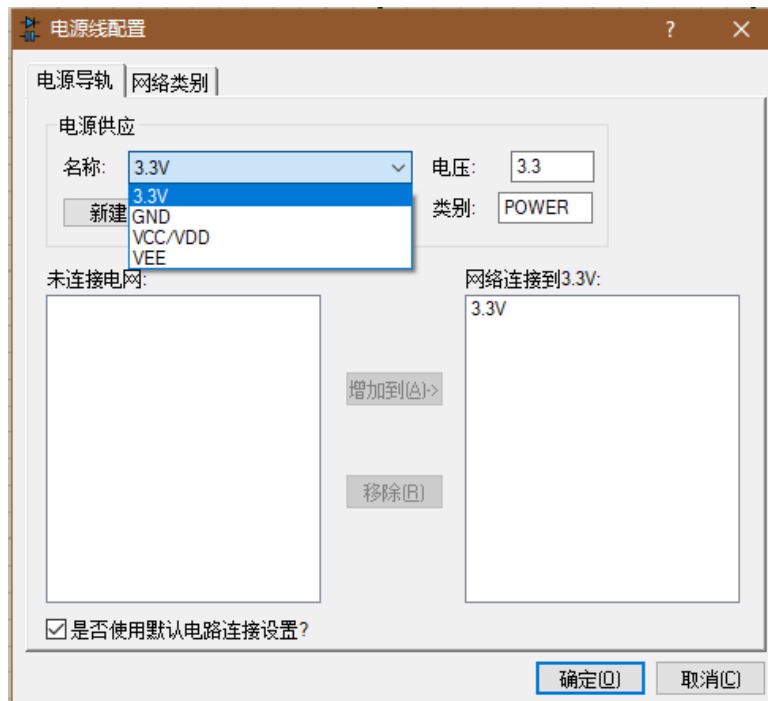 电源线配置
?
电源导轨 网络类别
电源供应
名称: 3.3V 电压: 3.3
3.3V
新建 类别: POWER
GND
VCC/VDD
VEE
未连接电网: 网络连接到3.3V:
3.3V
增加到(A)->
移除(R)
是否使用默认电路连接设置?
确定(O) 取消(C)